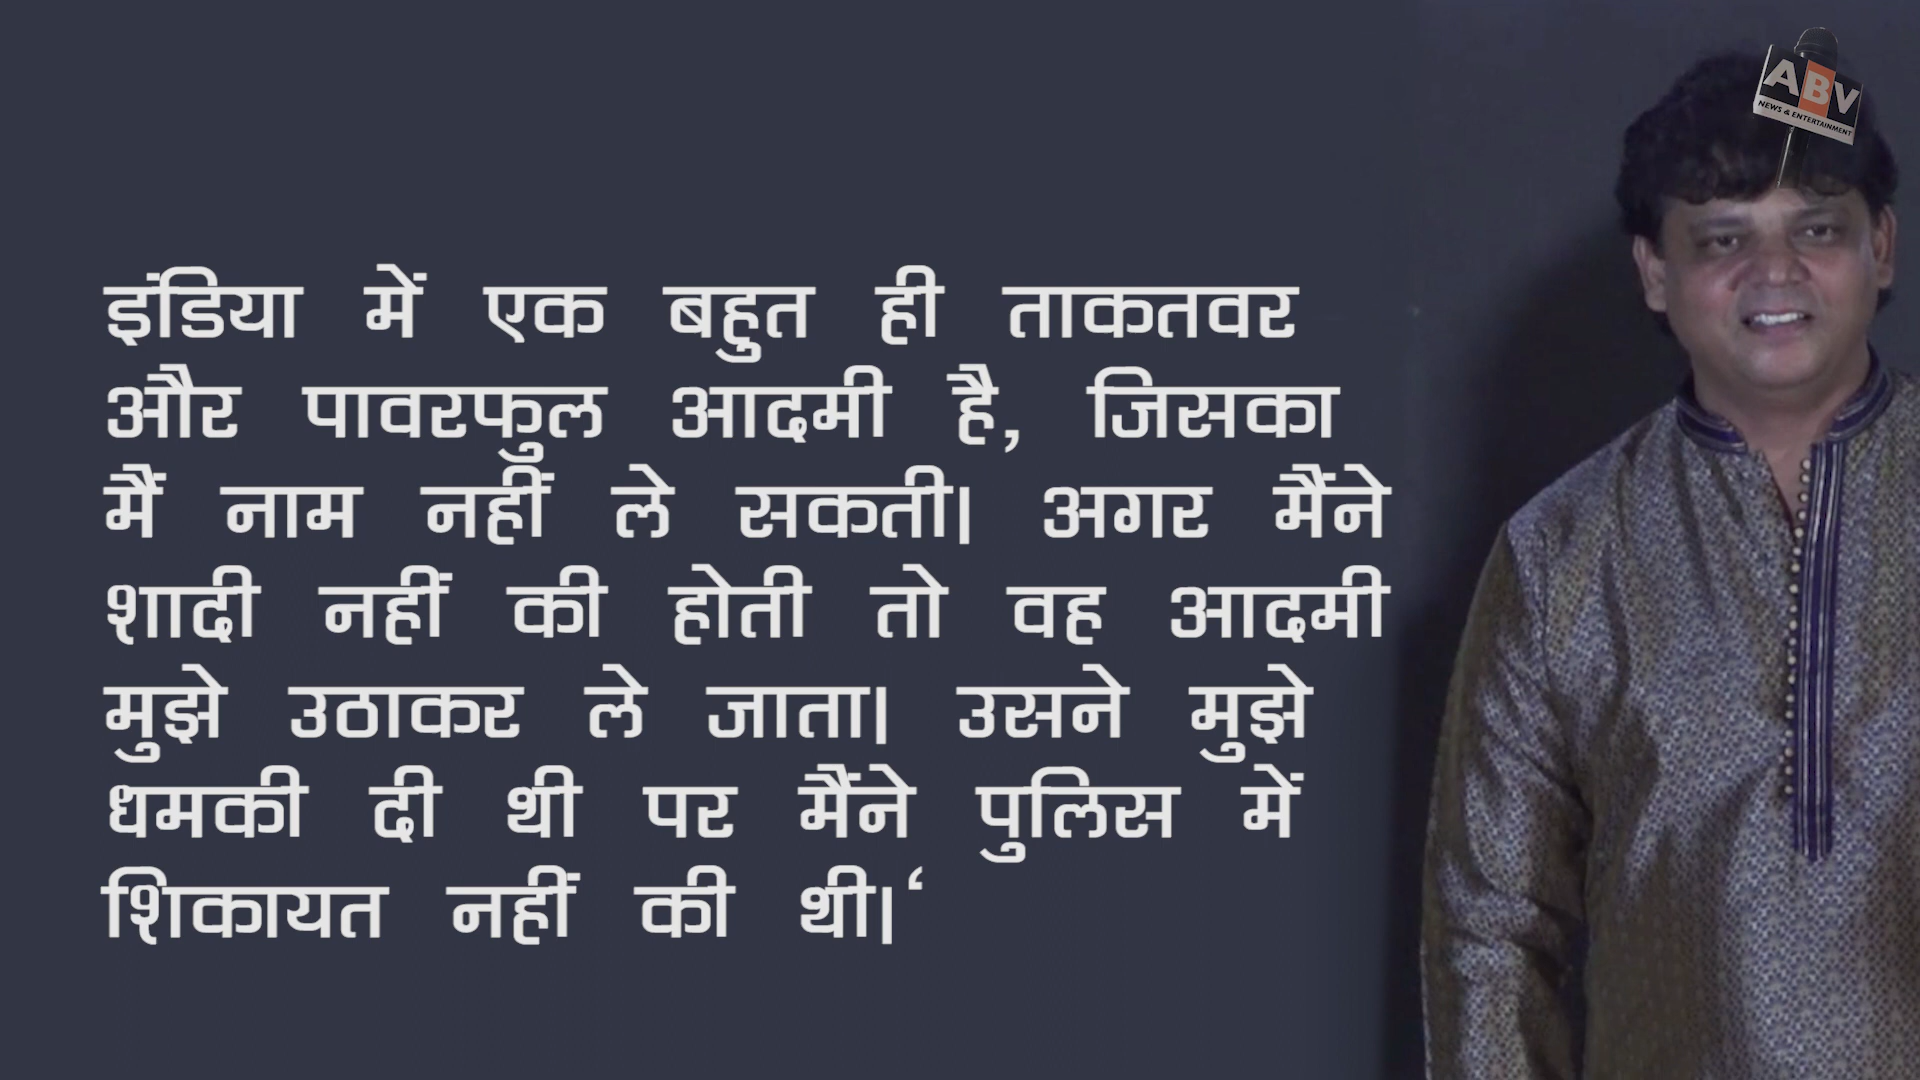 ABV
NEWS & ENTERTAINMENT
इंडिया में एक बहुत ही ताकतवर
और पावरफुल आदमी है, जिसका
मैं नाम नहीं ले सकती। अगर मैंने
शादी नहीं की होती तो वह आदमी
मुझे उठाकर ले जाता। उसने मुझे
धमकी दी थी पर मैंने पुलिस में
शिकायत नहीं की थी।‘